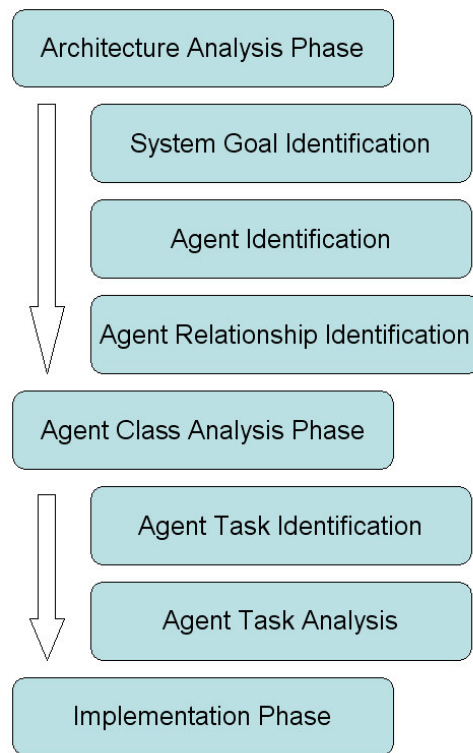 Architecture Analysis Phase
System Goal Identification
Agent Identification
Agent Relationship Identification
Agent Class Analysis Phase
Agent Task Identification
Agent Task Analysis
Implementation Phase